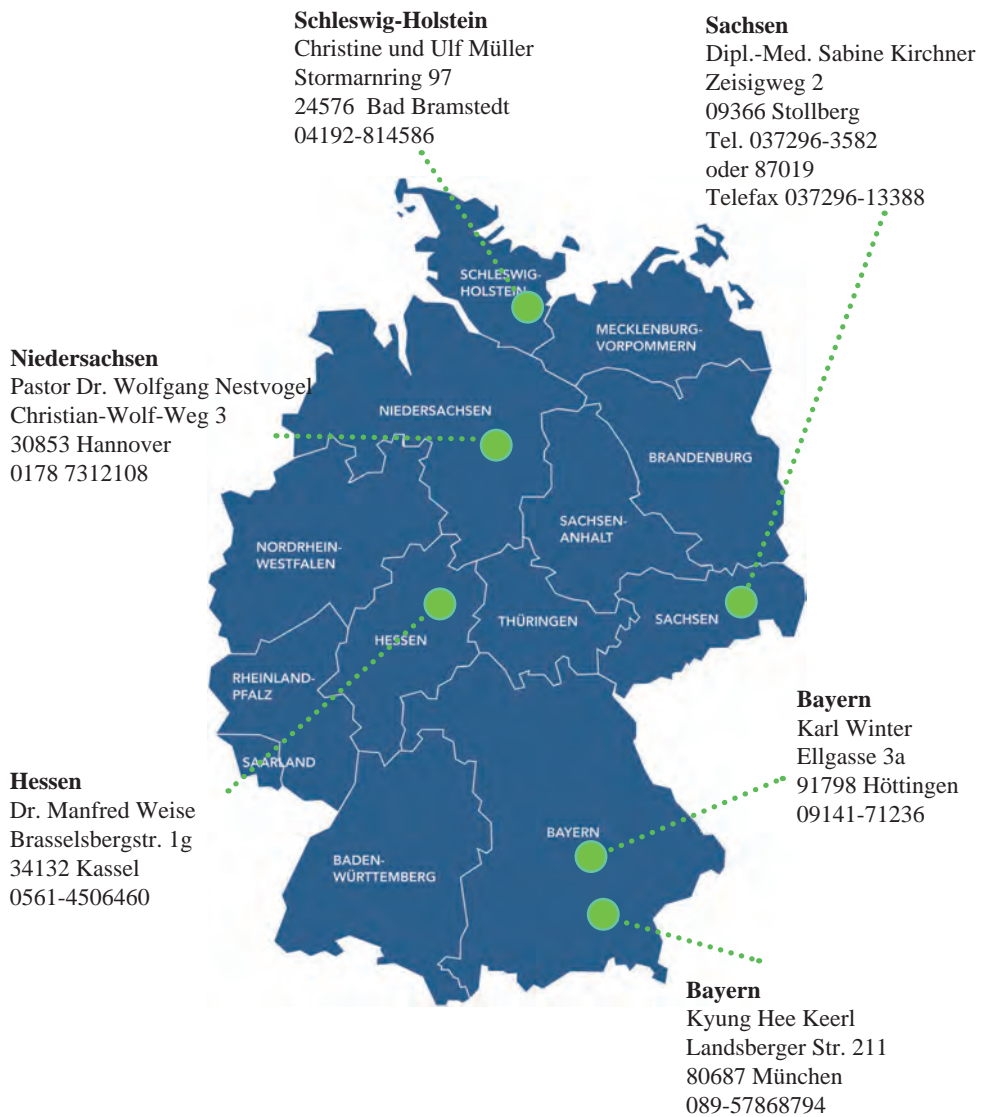 Schleswig-Holstein
Christine und Ulf Müller
Stormarnring 97
24576  Bad Bramstedt
04192-814586
Sachsen
Dipl.-Med. Sabine Kirchner
Zeisigweg 2
09366 Stollberg
Tel. 037296-3582
oder 87019
Telefax 037296-13388
Niedersachsen
Pastor Dr. Wolfgang Nestvogel
Christian-Wolf-Weg 3
30853 Hannover
0178 7312108
SCHLESWIG-
HOLSTEIN
MECKLENBURG-
VORPOMMERN
NIEDERSACHSEN
BRANDENBURG
SACHSEN-
ANHALT
NORDRHEIN-
WESTFALEN
HESSEN
THÜRINGEN
SACHSEN
RHEINLAND-
PFALZ
SAARLAND
BADEN-
WÜRTTEMBERG
BAYERN
Hessen
Dr. Manfred Weise
Brasselsbergstr. 1g
34132 Kassel
0561-4506460
Bayern
Karl Winter
Ellgasse 3a
91798 Höttingen
09141-71236
Bayern
Kyung Hee Keerl
Landsberger Str. 211
80687 München
089-57868794